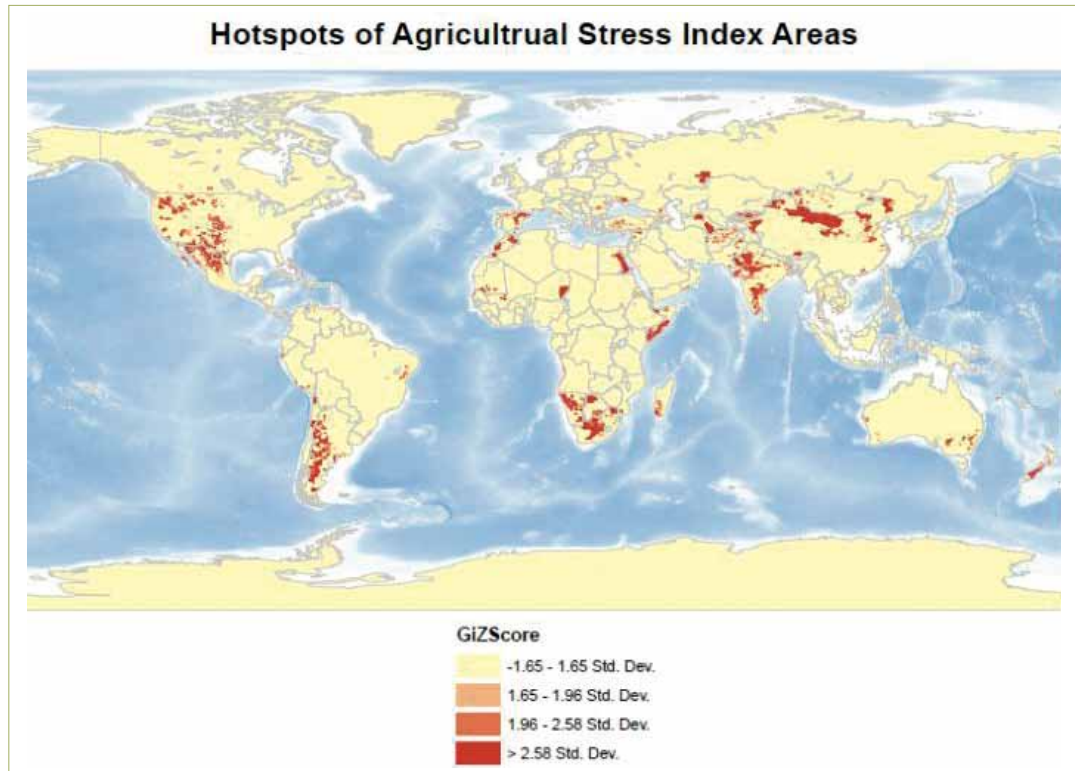 Hotspots of Agricultrual Stress Index Areas
GiZScore
-1.65 - 1.65 Std. Dev.
1.65 - 1.96 Std. Dev.
1.96 - 2.58 Std. Dev.
> 2.58 Std. Dev.